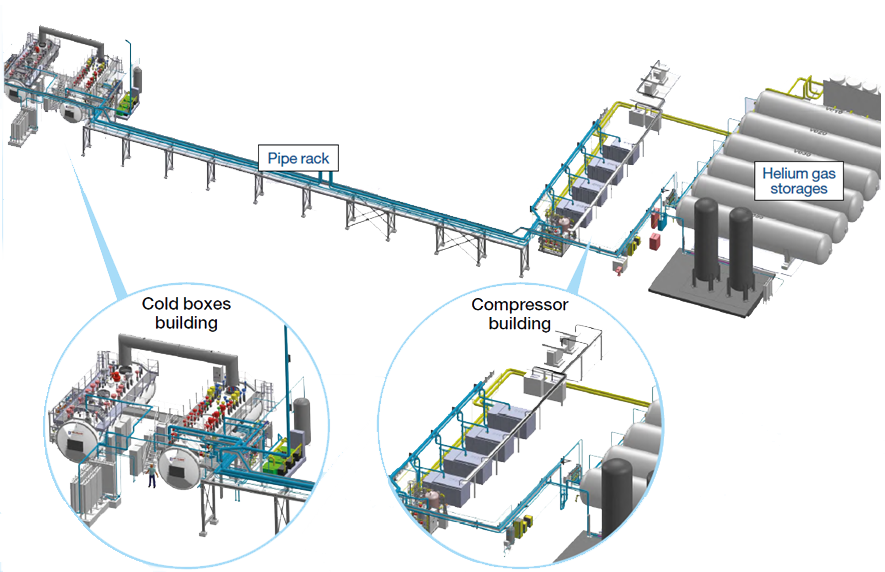 Pipe rack
Helium gas
storages
Cold boxes
building
Compressor
building